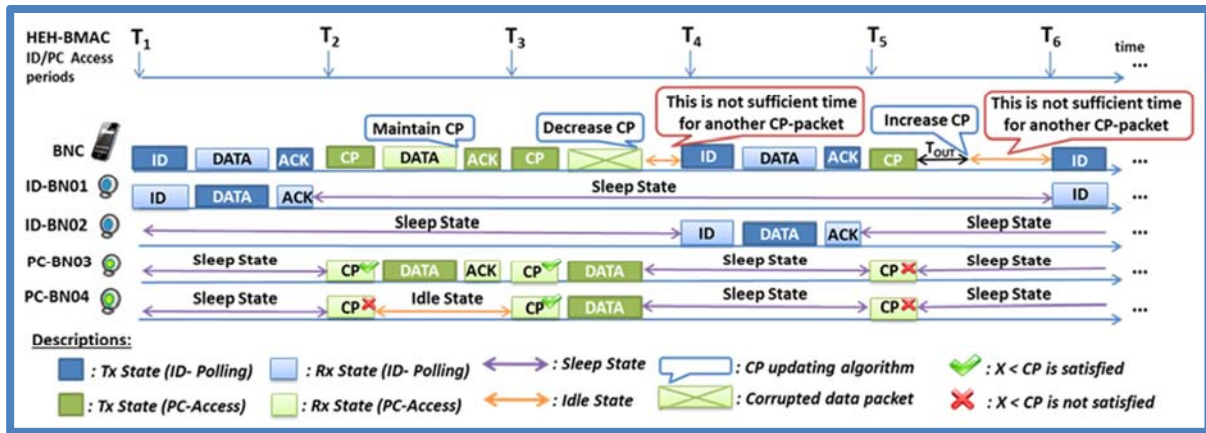 HEH-BMAC T1 T2 T3 T4 T5 T6 time
ID/PC Access
periods
...
This is not sufficient time
for another CP-packet
This is not sufficient time
for another CP-packet
Maintain CP
Decrease CP
Increase CP
BNC ID DATA ACK CP DATA ACK CP ID DATA ACK CP TOUT ID ...
ID-BN01 ID DATA ACK Sleep State ID ...
ID-BN02 Sleep State ID DATA ACK Sleep State ...
PC-BN03 Sleep State CP DATA ACK CP DATA Sleep State CP Sleep State ...
PC-BN04 Sleep State CP Idle State CP DATA Sleep State CP Sleep State ...
Descriptions:
: Tx State (ID- Polling) : Rx State (ID- Polling) : Sleep State : CP updating algorithm : X < CP is satisfied
: Tx State (PC-Access) : Rx State (PC-Access) : Idle State : Corrupted data packet : X < CP is not satisfied